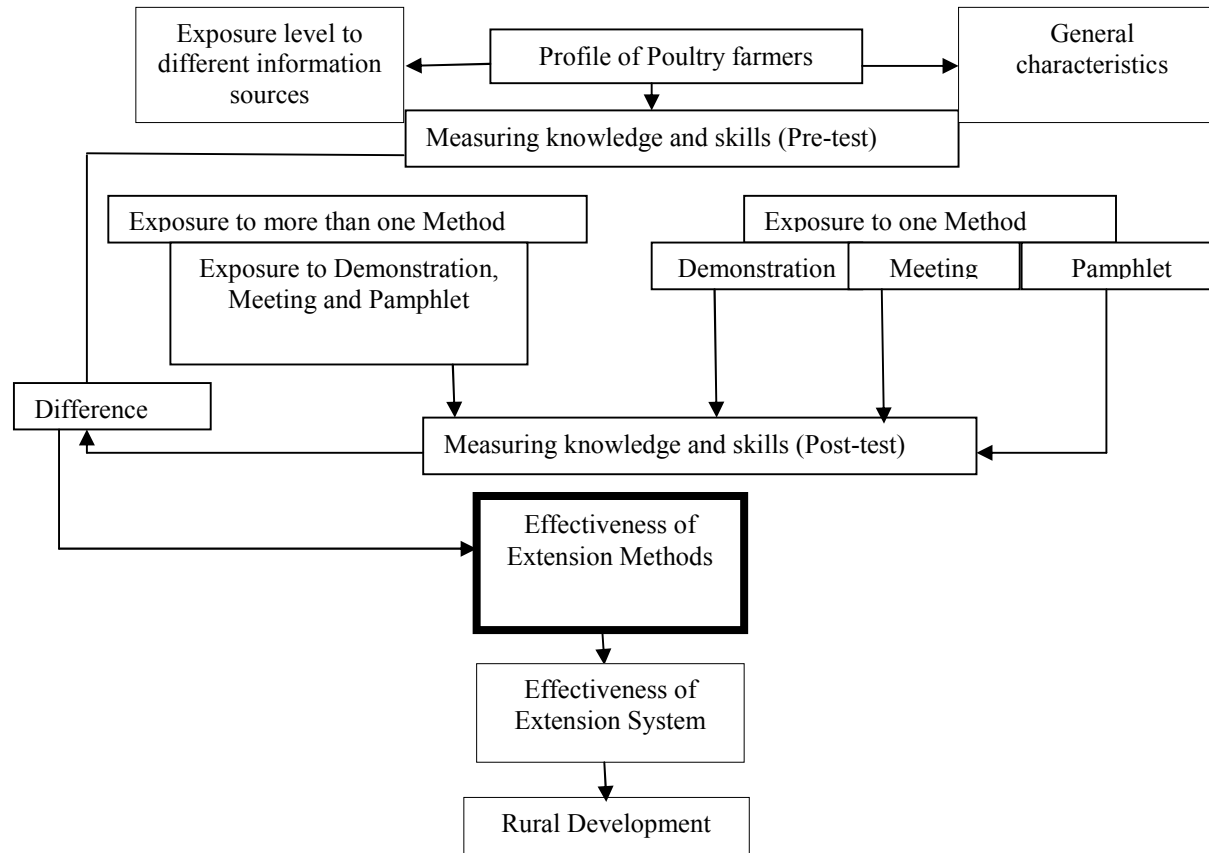 Exposure level to
different information
sources
Profile of Poultry farmers
General
characteristics
Measuring knowledge and skills (Pre-test)
Exposure to more than one Method
Exposure to one Method
Exposure to Demonstration,
Meeting and Pamphlet
Demonstration
Meeting
Pamphlet
Difference
Measuring knowledge and skills (Post-test)
Effectiveness of
Extension Methods
Effectiveness of
Extension System
Rural Development